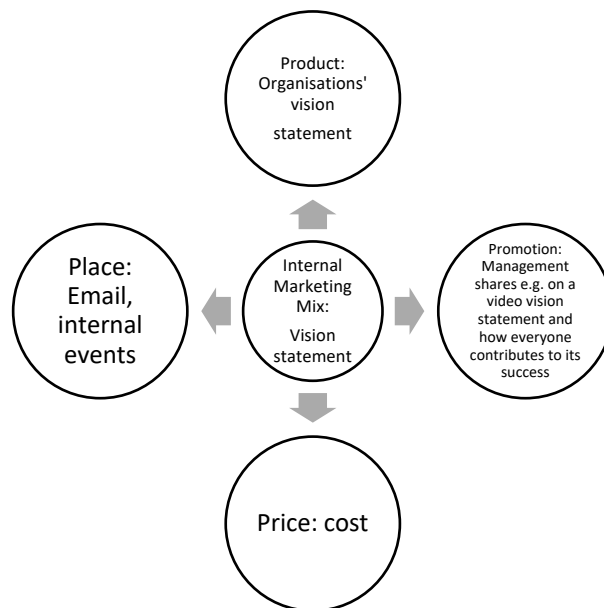 Product:
Organisations'
vision
statement
Place:
Email,
internal
events
Internal
Marketing
Mix:
Vision
statement
Promotion:
Management
shares e.g. on a
video vision
statement and
how everyone
contributes to its
success
Price: cost